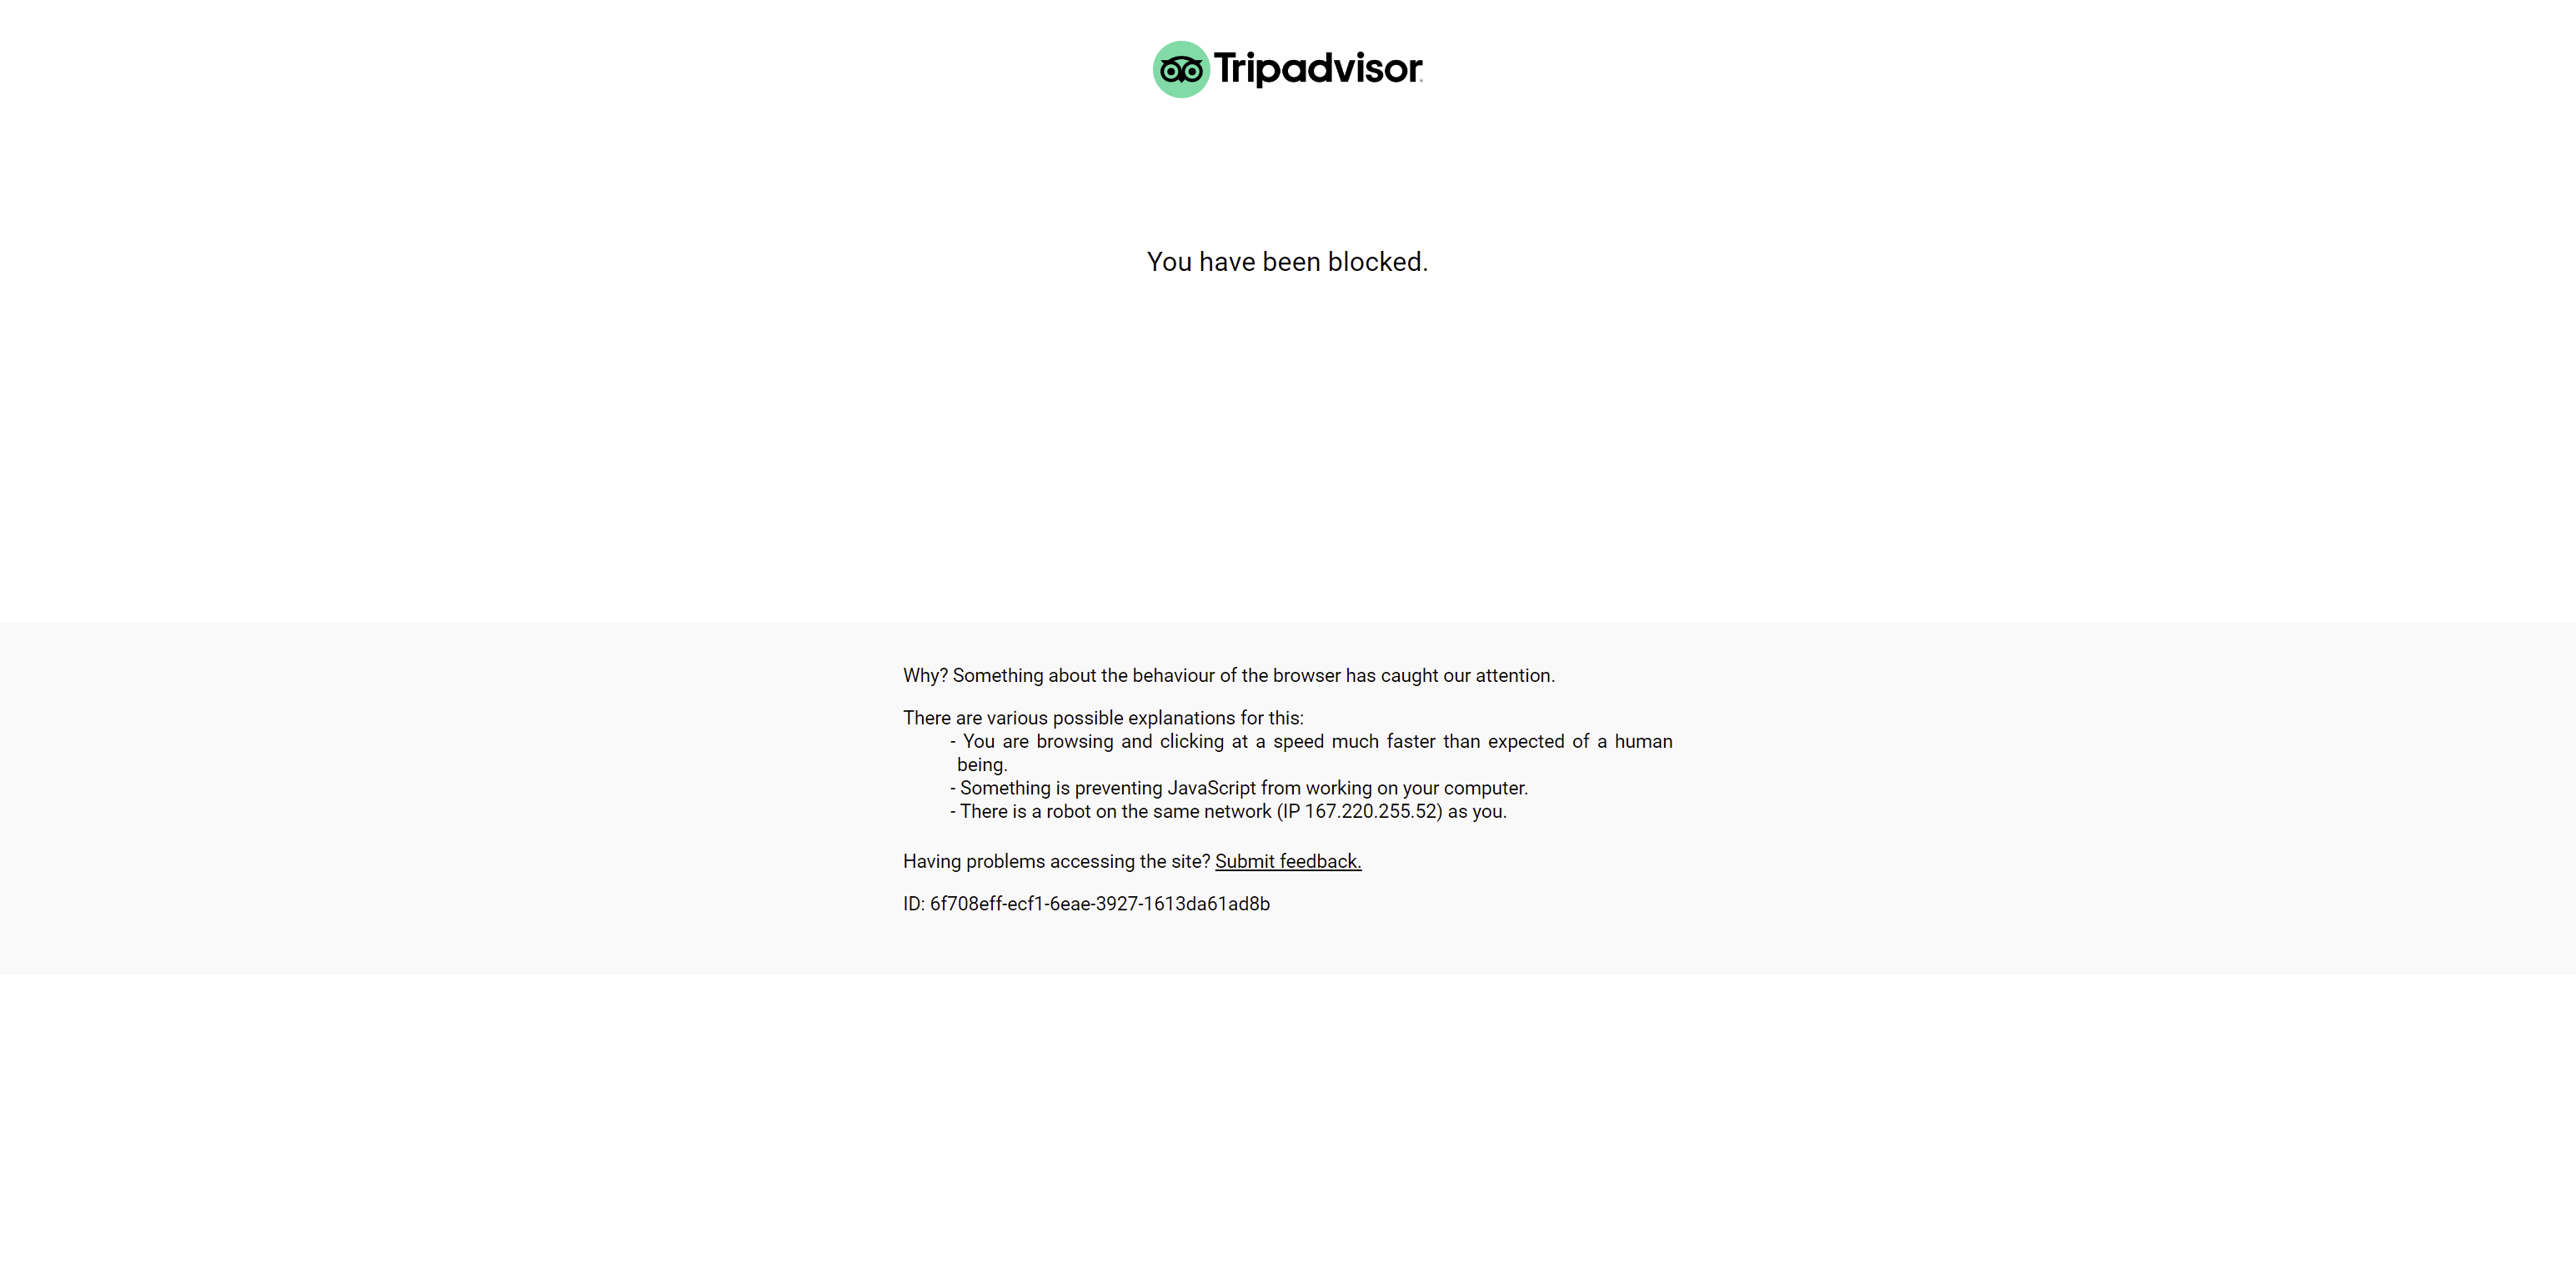 Tripadvisor
You have been blocked.
Why? Something about the behaviour of the browser has caught our attention.
There are various possible explanations for this:
- You are browsing and clicking at a speed much faster than expected of a human
being.
- Something is preventing JavaScript from working on your computer.
- There is a robot on the same network (IP 167.220.255.52) as you.
Having problems accessing the site? Submit feedback.
ID: 6f708eff-ecf1-6eae-3927-1613da61ad8b